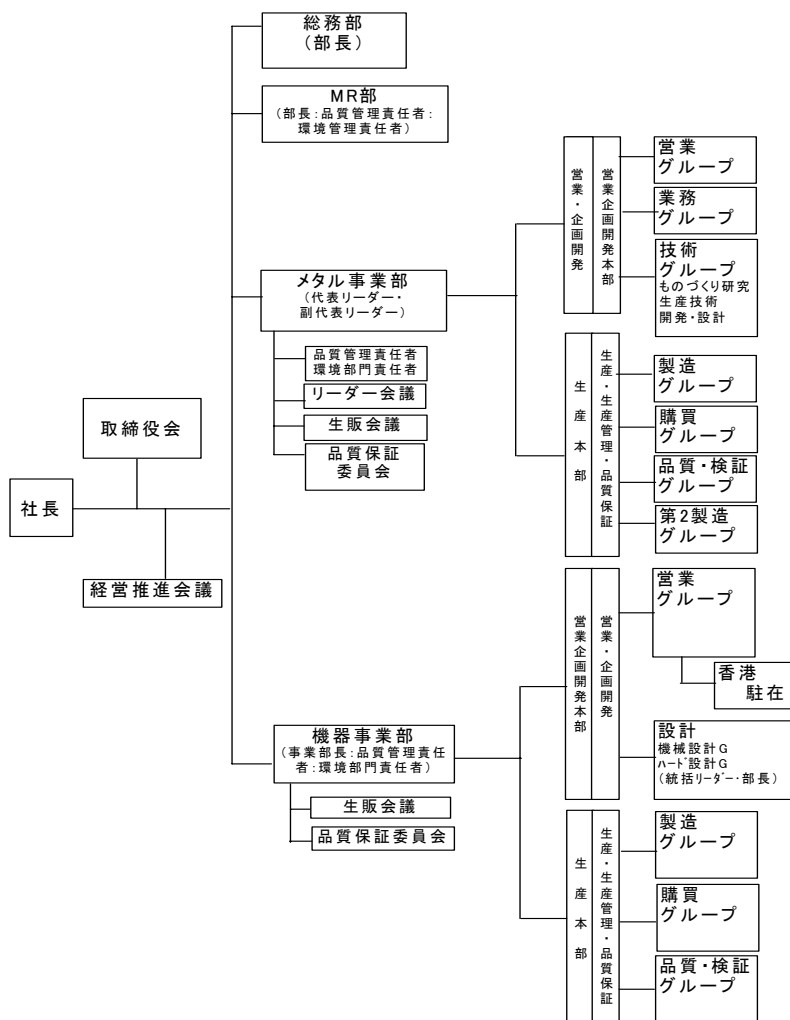 社長
取締役会
経営推進会議
総務部
(部長)
MR部
(部長:品質管理責任者:
環境管理責任者)
メタル事業部
(代表リーダー・
副代表リーダー)
品質管理責任者
環境部門責任者
リーダー会議
生販会議
品質保証
委員会
営業・企画開発
営業企画開発本部
営業
グループ
業務
グループ
技術
グループ
ものづくり研究
生産技術
開発・設計
生産本部
生産・生産管理・品質保証
製造
グループ
購買
グループ
品質・検証
グループ
第2製造
グループ
機器事業部
(事業部長:品質管理責任
者:環境部門責任者)
生販会議
品質保証委員会
営業企画開発本部
営業・企画開発
営業
グループ
香港
駐在
設計
機械設計G
ハード設計G
(統括リーダー・部長)
生産本部
生産・生産管理・品質保証
製造
グループ
購買
グループ
品質・検証
グループ